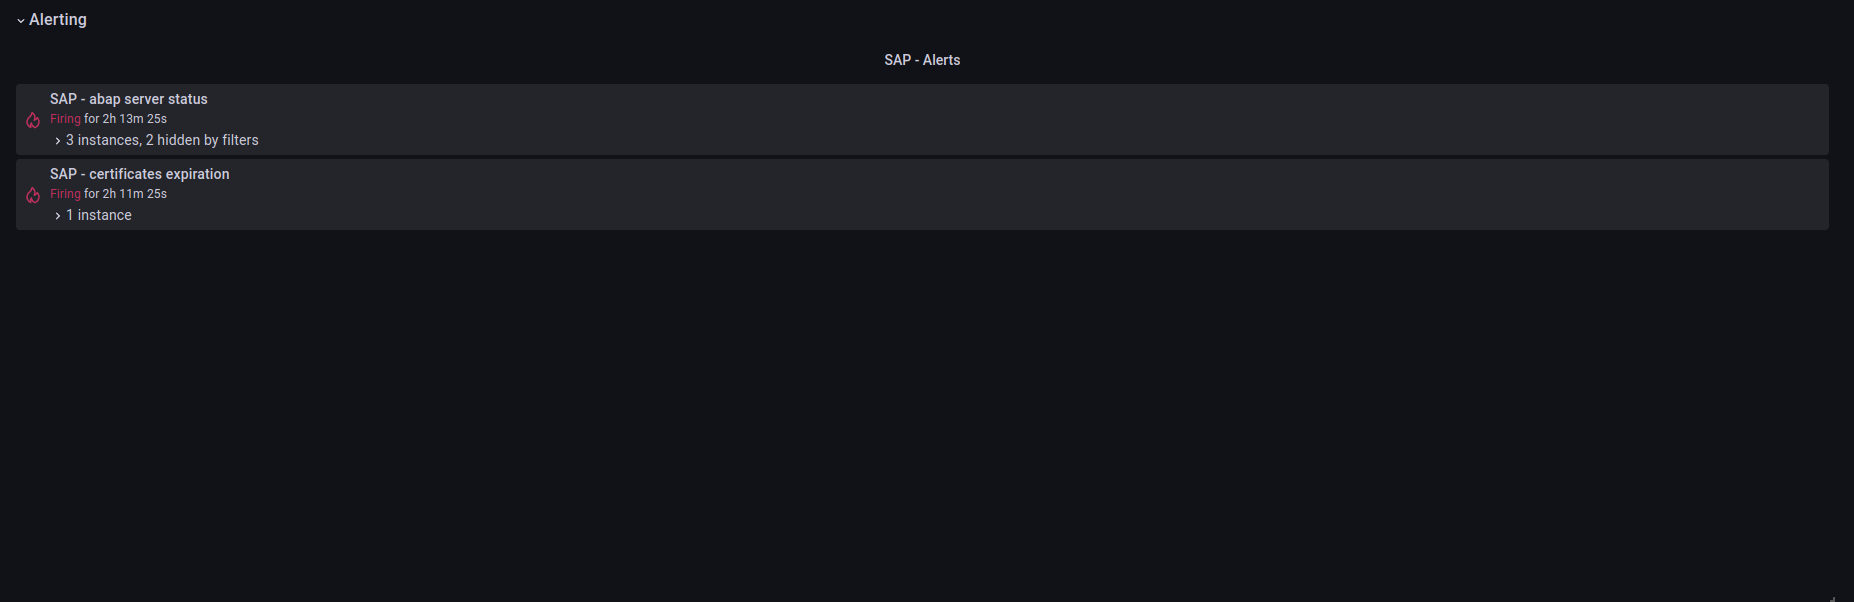 Alerting
SAP - Alerts
SAP - abap server status
Firing for 2h 13m 25s
3 instances, 2 hidden by filters
SAP - certificates expiration
Firing for 2h 11m 25s
1 instance